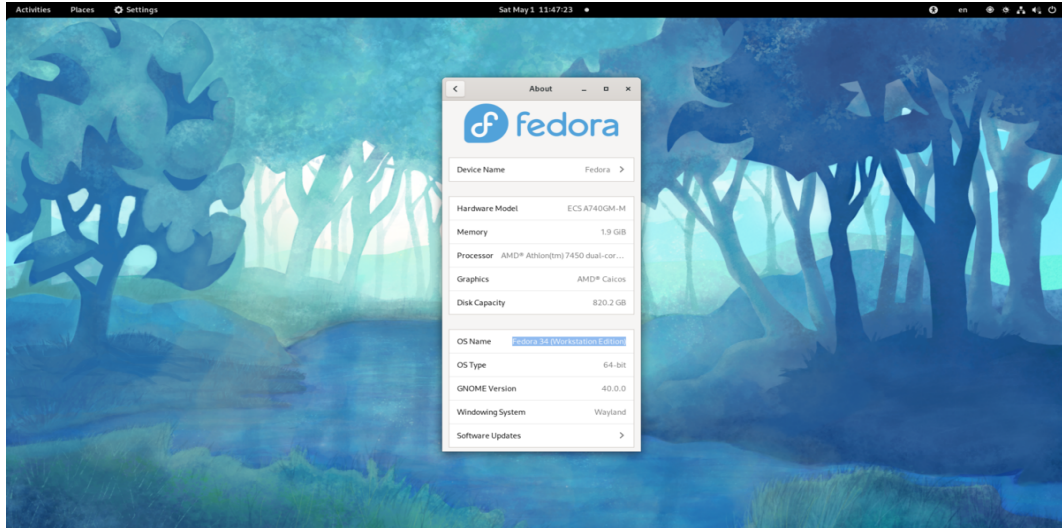 Activities Places Settings Sat May 1 11:47:23 en
About
fedora
Device Name Fedora
Hardware Model ECS A740GM-M
Memory 1.9 GiB
Processor AMD® Athlon(tm) 7450 dual-cor...
Graphics AMD® Caicos
Disk Capacity 820.2 GB
OS Name Fedora 34 (Workstation Edition)
OS Type 64-bit
GNOME Version 40.0.0
Windowing System Wayland
Software Updates